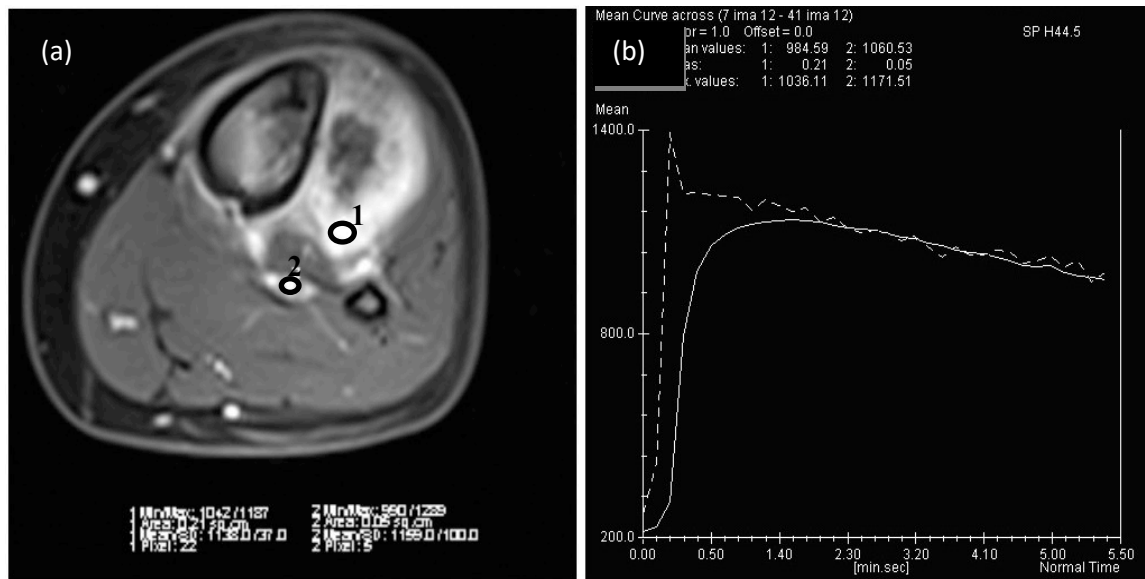 (a)
1
2
1 Min/Max: 1042/1187
1 Area: 0.21 sq.cm
1 Mean/SD: 1138.0/37.0
1 Pixel: 22
2 Min/Max: 990/1289
2 Area: 0.05 sq.cm
2 Mean/SD: 1159.0/100.0
2 Pixel: 5
(b)
Mean Curve across (7 ima 12 - 41 ima 12)
or = 1.0 Offset = 0.0 SP H44.5
an values: 1: 984.59 2: 1060.53
as: 1: 0.21 2: 0.05
x. values: 1: 1036.11 2: 1171.51
Mean
1400.0
800.0
200.0
0.00 0.50 1.40 2.30 3.20 4.10 5.00 5.50
[min.sec] Normal Time